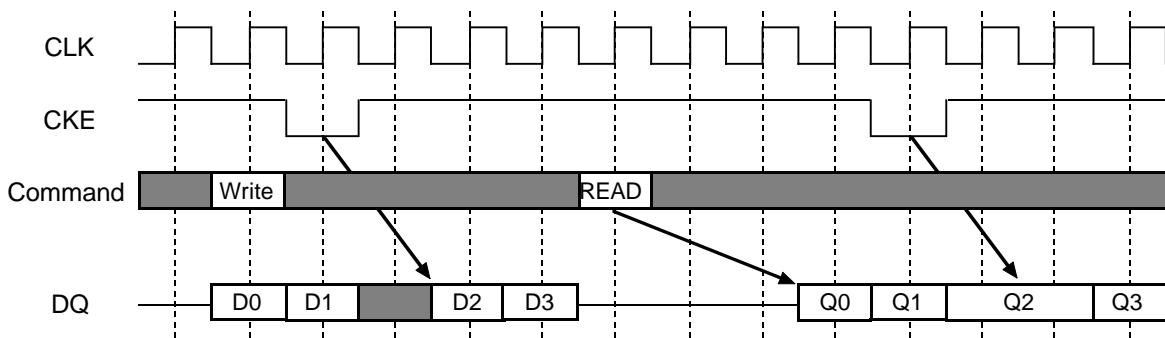 CLK
CKE
Command Write READ
DQ D0 D1 D2 D3 Q0 Q1 Q2 Q3